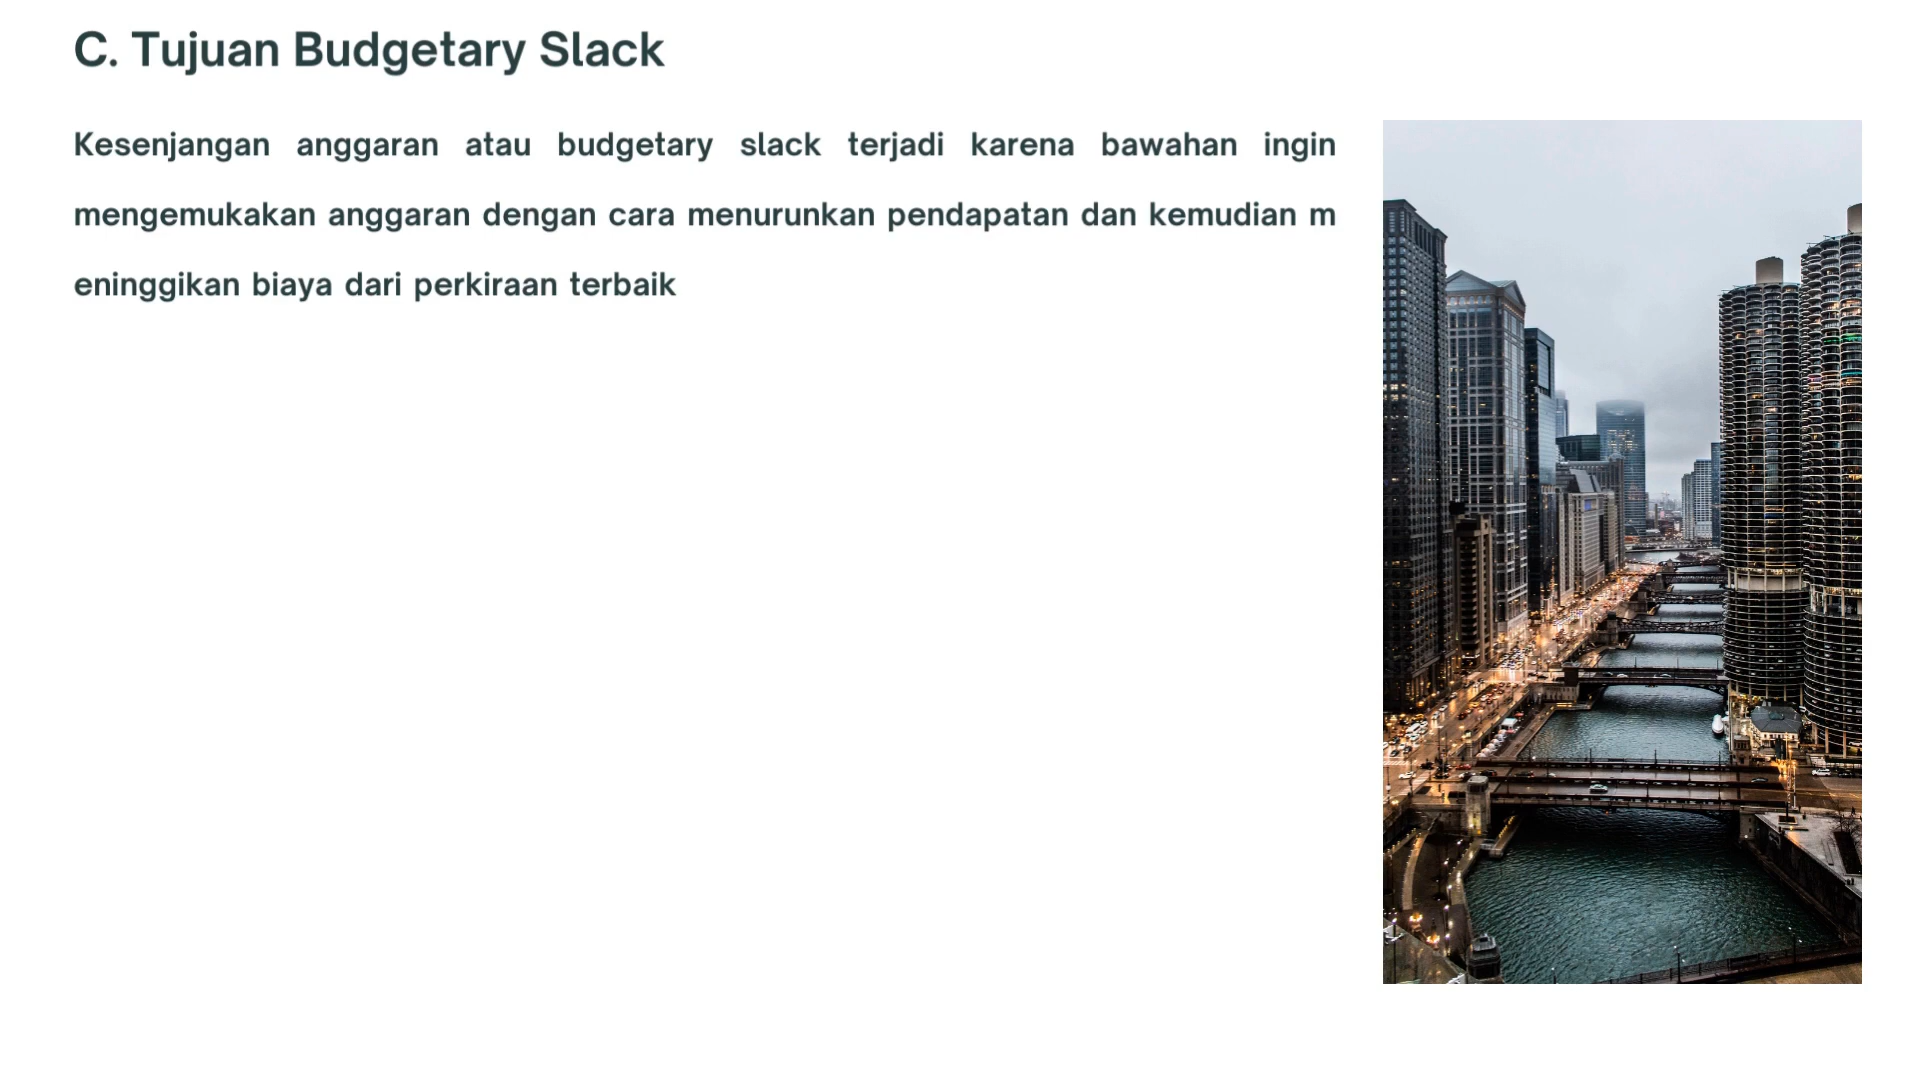 C. Tujuan Budgetary Slack
Kesenjangan anggaran atau budgetary slack terjadi karena bawahan ingin
mengemukakan anggaran dengan cara menurunkan pendapatan dan kemudian m
eninggikan biaya dari perkiraan terbaik